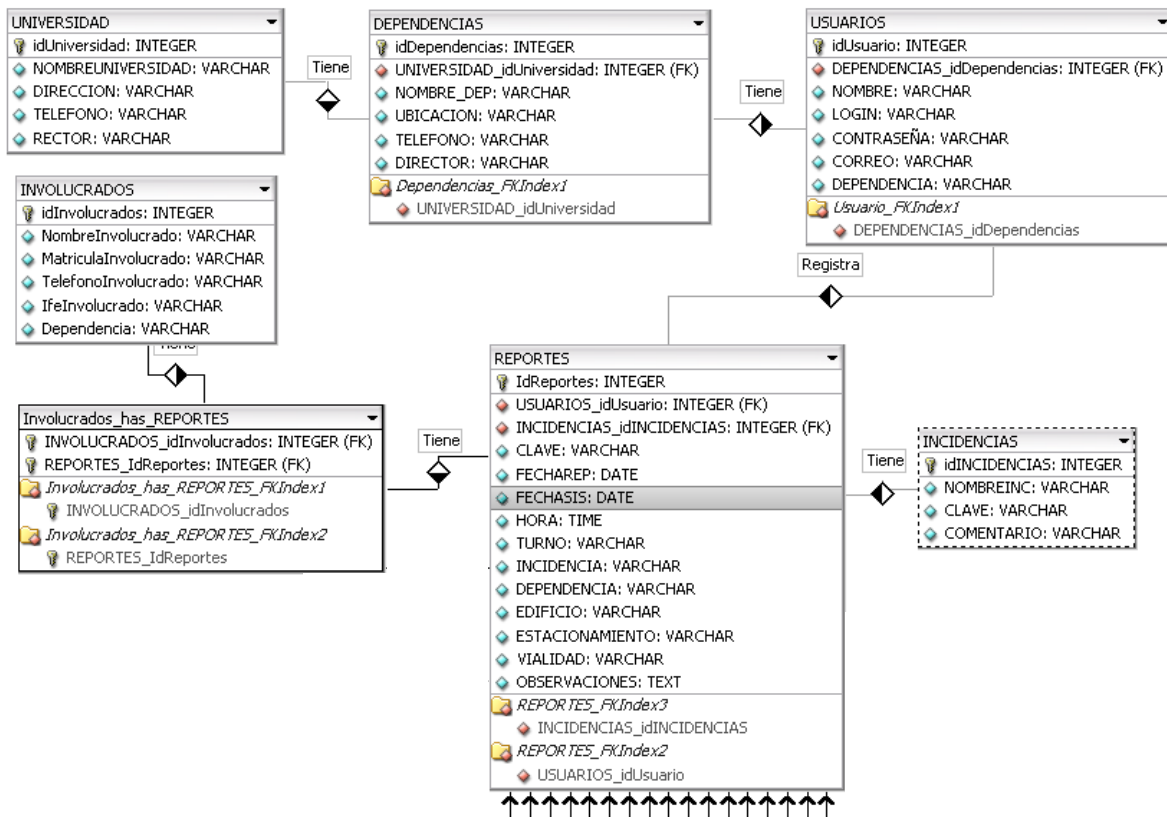 UNIVERSIDAD
idUniversidad: INTEGER
NOMBREUNIVERSIDAD: VARCHAR
DIRECCION: VARCHAR
TELEFONO: VARCHAR
RECTOR: VARCHAR
Tiene
DEPENDENCIAS
idDependencias: INTEGER
UNIVERSIDAD_idUniversidad: INTEGER (FK)
NOMBRE_DEP: VARCHAR
UBICACION: VARCHAR
TELEFONO: VARCHAR
DIRECTOR: VARCHAR
Dependencias_FKIndex1
UNIVERSIDAD_idUniversidad
Tiene
USUARIOS
idUsuario: INTEGER
DEPENDENCIAS_idDependencias: INTEGER (FK)
NOMBRE: VARCHAR
LOGIN: VARCHAR
CONTRASEÑA: VARCHAR
CORREO: VARCHAR
DEPENDENCIA: VARCHAR
Usuario_FKIndex1
DEPENDENCIAS_idDependencias
INVOLUCRADOS
idInvolucrados: INTEGER
NombreInvolucrado: VARCHAR
MatriculaInvolucrado: VARCHAR
TelefonoInvolucrado: VARCHAR
IfeInvolucrado: VARCHAR
Dependencia: VARCHAR
Registra
Involucrados_has_REPORTES
INVOLUCRADOS_idInvolucrados: INTEGER (FK)
REPORTES_IdReportes: INTEGER (FK)
Involucrados_has_REPORTES_FKIndex1
INVOLUCRADOS_idInvolucrados
Involucrados_has_REPORTES_FKIndex2
REPORTES_IdReportes
Tiene
REPORTES
IdReportes: INTEGER
USUARIOS_idUsuario: INTEGER (FK)
INCIDENCIAS_idINCIDENCIAS: INTEGER (FK)
CLAVE: VARCHAR
FECHAREP: DATE
FECHASIS: DATE
HORA: TIME
TURNO: VARCHAR
INCIDENCIA: VARCHAR
DEPENDENCIA: VARCHAR
EDIFICIO: VARCHAR
ESTACIONAMIENTO: VARCHAR
VIALIDAD: VARCHAR
OBSERVACIONES: TEXT
REPORTES_FKIndex3
INCIDENCIAS_idINCIDENCIAS
REPORTES_FKIndex2
USUARIOS_idUsuario
Tiene
INCIDENCIAS
idINCIDENCIAS: INTEGER
NOMBREINC: VARCHAR
CLAVE: VARCHAR
COMENTARIO: VARCHAR